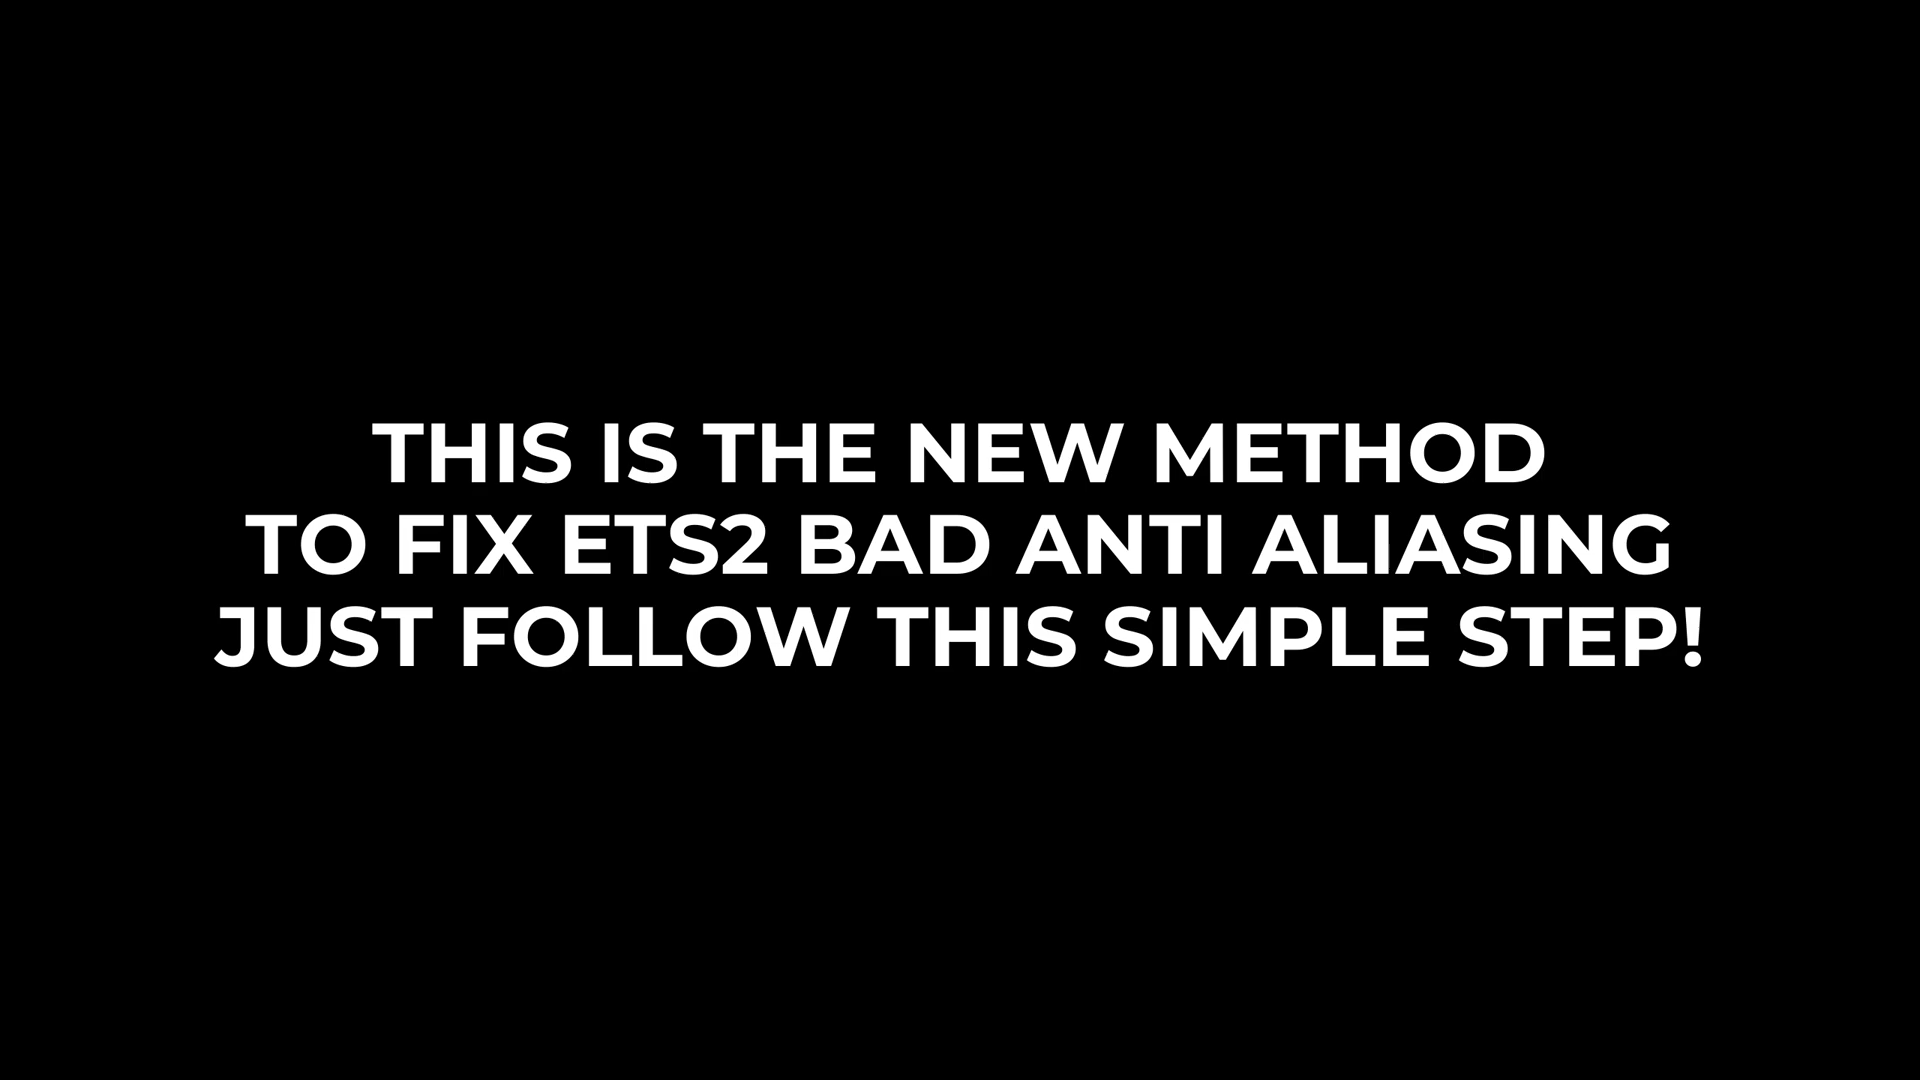 THIS IS THE NEW METHOD
TO FIX ETS2 BAD ANTI ALIASING
JUST FOLLOW THIS SIMPLE STEP!